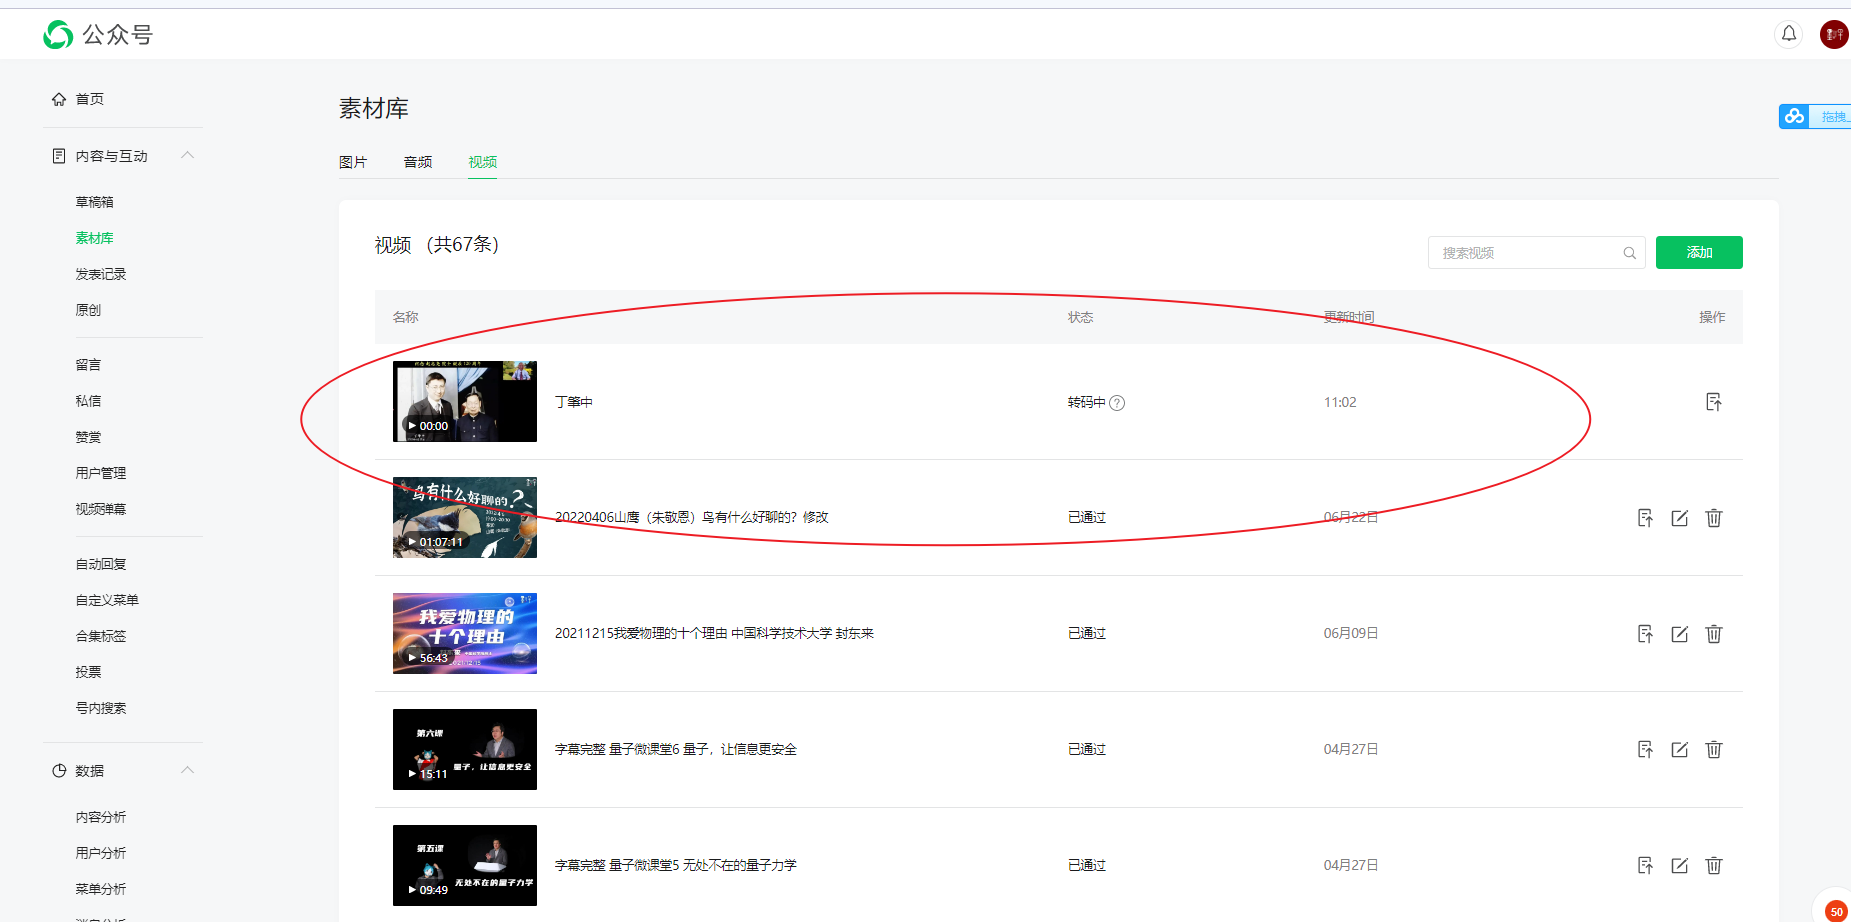 公众号
首页
内容与互动
草稿箱
素材库
发表记录
原创
留言
私信
赞赏
用户管理
视频弹幕
自动回复
自定义菜单
合集标签
投票
号内搜索
数据
内容分析
用户分析
菜单分析
素材库
图片 音频 视频
拖拽
视频 （共67条）
搜索视频
添加
名称 状态 更新时间 操作
00:00
丁肇中 转码中 ? 11:02
鸟有什么好聊的?
01:07:11
20220406山鹰（朱敬恩）鸟有什么好聊的？修改 已通过 06月22日
我爱物理的
十个理由
56:43
20211215我爱物理的十个理由 中国科学技术大学 封东来 已通过 06月09日
第六课
量子，让信息更安全
15:11
字幕完整 量子微课堂6 量子，让信息更安全 已通过 04月27日
第五课
无处不在的量子力学
09:49
字幕完整 量子微课堂5 无处不在的量子力学 已通过 04月27日
50